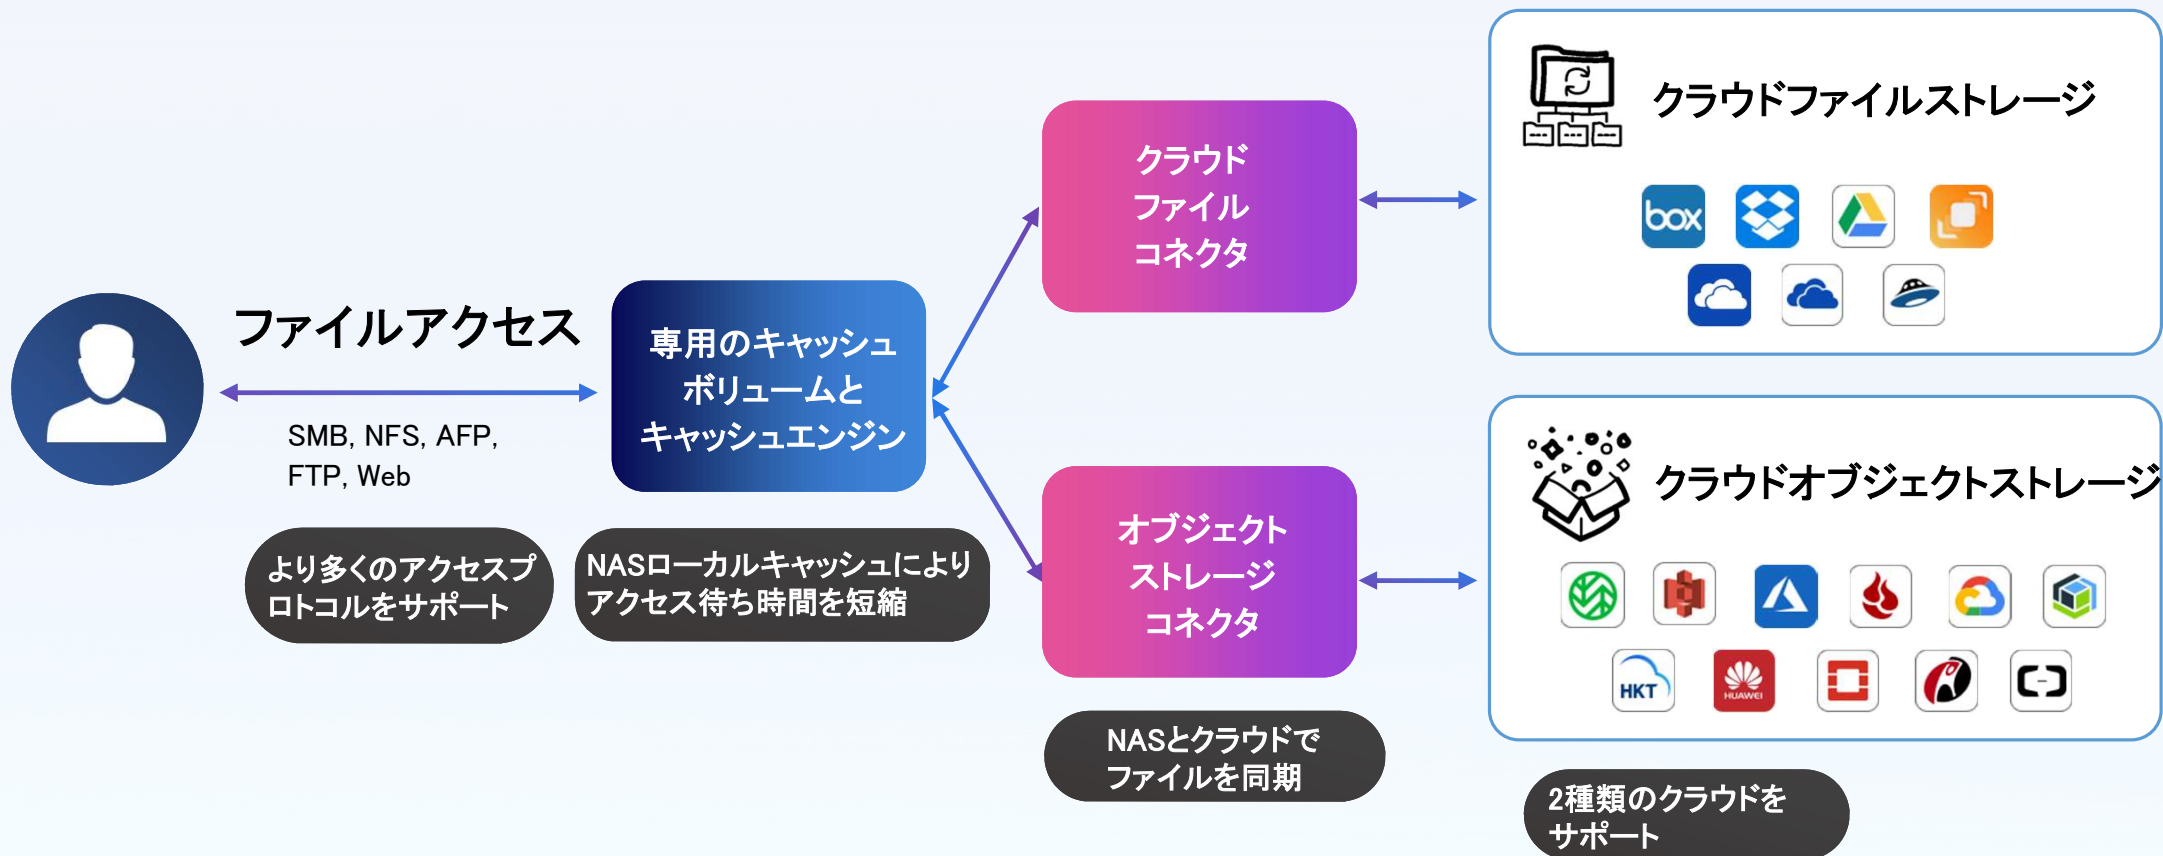 ファイルアクセス
SMB, NFS, AFP,
FTP, Web
より多くのアクセスプ
ロトコルをサポート
専用のキャッシュ
ボリュームと
キャッシュエンジン
NASローカルキャッシュにより
アクセス待ち時間を短縮
クラウド
ファイル
コネクタ
オブジェクト
ストレージ
コネクタ
NASとクラウドで
ファイルを同期
クラウドファイルストレージ
box
クラウドオブジェクトストレージ
HKT
HUAWEI
2種類のクラウドを
サポート